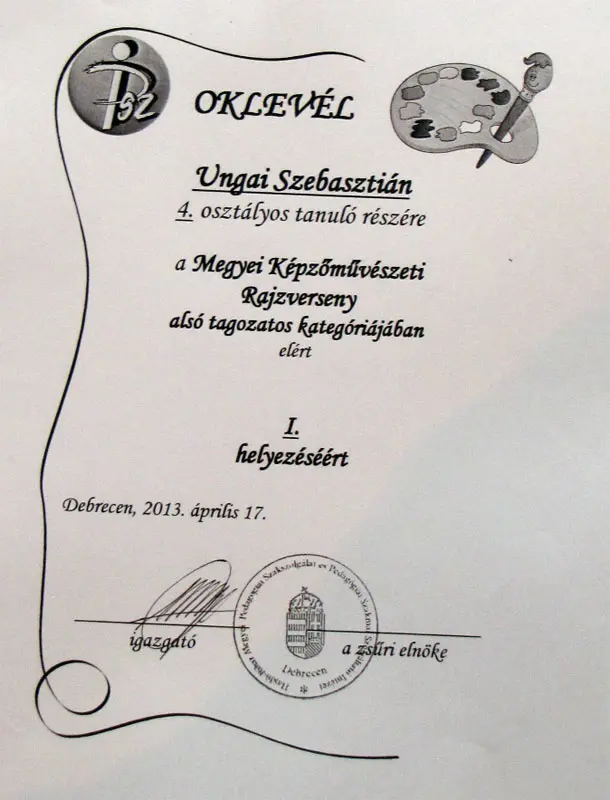 PSZ
OKLEVÉL
Ungai Szebasztián
4. osztályos tanuló részére
a Megyei Képzőművészeti
Rajzverseny
alsó tagozatos kategóriájában
elért
I.
helyezéséért
Debrecen, 2013. április 17.
igazgató
a zsűri elnöke
Hajdú-Bihar Megyei Pedagógiai Szakszolgálat és Pedagógiai Szakmai Szolgáltató Intézet
Debrecen